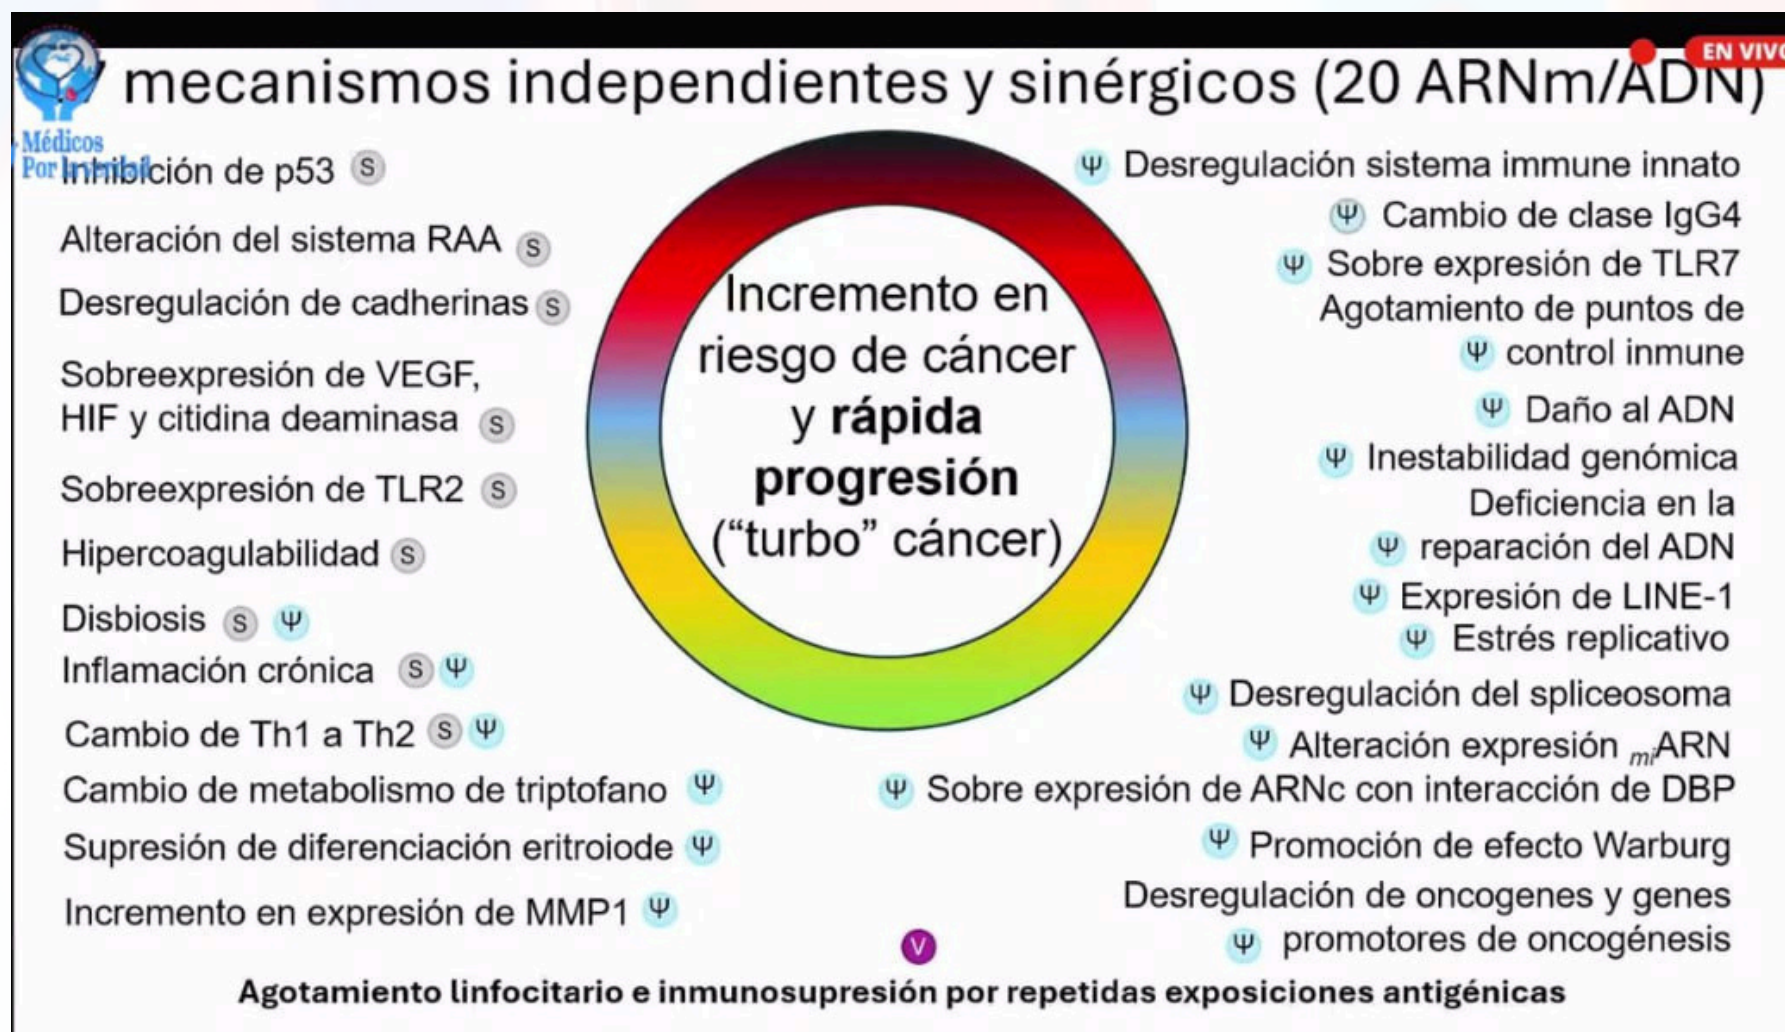 EN VIVO
7 mecanismos independientes y sinérgicos (20 ARNm/ADN)
Médicos
Por la verdad
Inhibición de p53 S
Alteración del sistema RAA S
Desregulación de cadherinas S
Sobreexpresión de VEGF,
HIF y citidina deaminasa S
Sobreexpresión de TLR2 S
Hipercoagulabilidad S
Disbiosis S Ψ
Inflamación crónica S Ψ
Cambio de Th1 a Th2 S Ψ
Cambio de metabolismo de triptofano Ψ
Supresión de diferenciación eritroiode Ψ
Incremento en expresión de MMP1 Ψ
Incremento en
riesgo de cáncer
y rápida
progresión
(“turbo” cáncer)
Ψ Desregulación sistema immune innato
Ψ Cambio de clase IgG4
Ψ Sobre expresión de TLR7
Agotamiento de puntos de
Ψ control inmune
Ψ Daño al ADN
Ψ Inestabilidad genómica
Deficiencia en la
Ψ reparación del ADN
Ψ Expresión de LINE-1
Ψ Estrés replicativo
Ψ Desregulación del spliceosoma
Ψ Alteración expresión miARN
Ψ Sobre expresión de ARNc con interacción de DBP
Ψ Promoción de efecto Warburg
Desregulación de oncogenes y genes
Ψ promotores de oncogénesis
V
Agotamiento linfocitario e inmunosupresión por repetidas exposiciones antigénicas